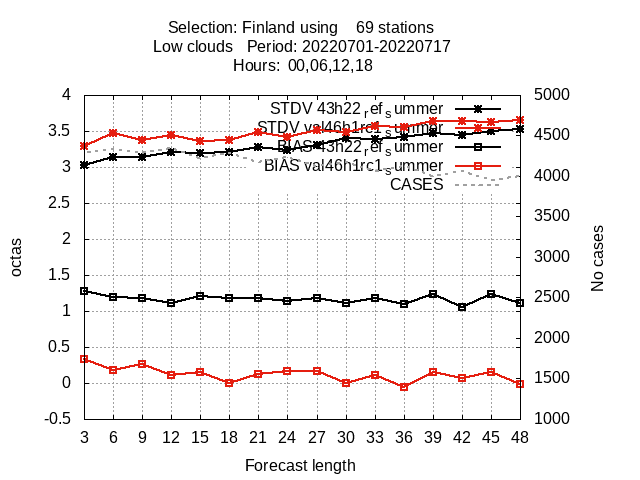 Selection: Finland using 69 stations
Low clouds Period: 20220701-20220717
Hours: 00,06,12,18
STDV 43h22_ref_summer
STDV val46h1rc1_summer
BIAS 43h22_ref_summer
BIAS val46h1rc1_summer
CASES
4
3.5
3
2.5
2
1.5
1
0.5
0
-0.5
octas
5000
4500
4000
3500
3000
2500
2000
1500
1000
No cases
3 6 9 12 15 18 21 24 27 30 33 36 39 42 45 48
Forecast length